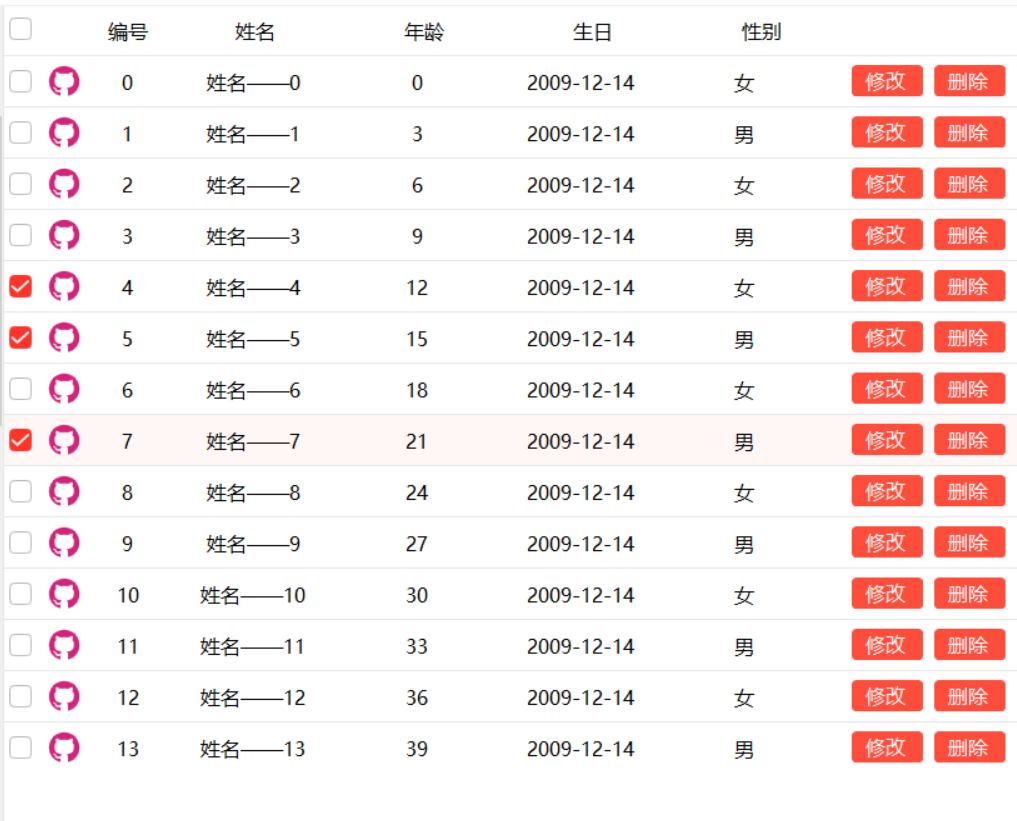 编号 姓名 年龄 生日 性别
0 姓名——0 0 2009-12-14 女 修改 删除
1 姓名——1 3 2009-12-14 男 修改 删除
2 姓名——2 6 2009-12-14 女 修改 删除
3 姓名——3 9 2009-12-14 男 修改 删除
4 姓名——4 12 2009-12-14 女 修改 删除
5 姓名——5 15 2009-12-14 男 修改 删除
6 姓名——6 18 2009-12-14 女 修改 删除
7 姓名——7 21 2009-12-14 男 修改 删除
8 姓名——8 24 2009-12-14 女 修改 删除
9 姓名——9 27 2009-12-14 男 修改 删除
10 姓名——10 30 2009-12-14 女 修改 删除
11 姓名——11 33 2009-12-14 男 修改 删除
12 姓名——12 36 2009-12-14 女 修改 删除
13 姓名——13 39 2009-12-14 男 修改 删除